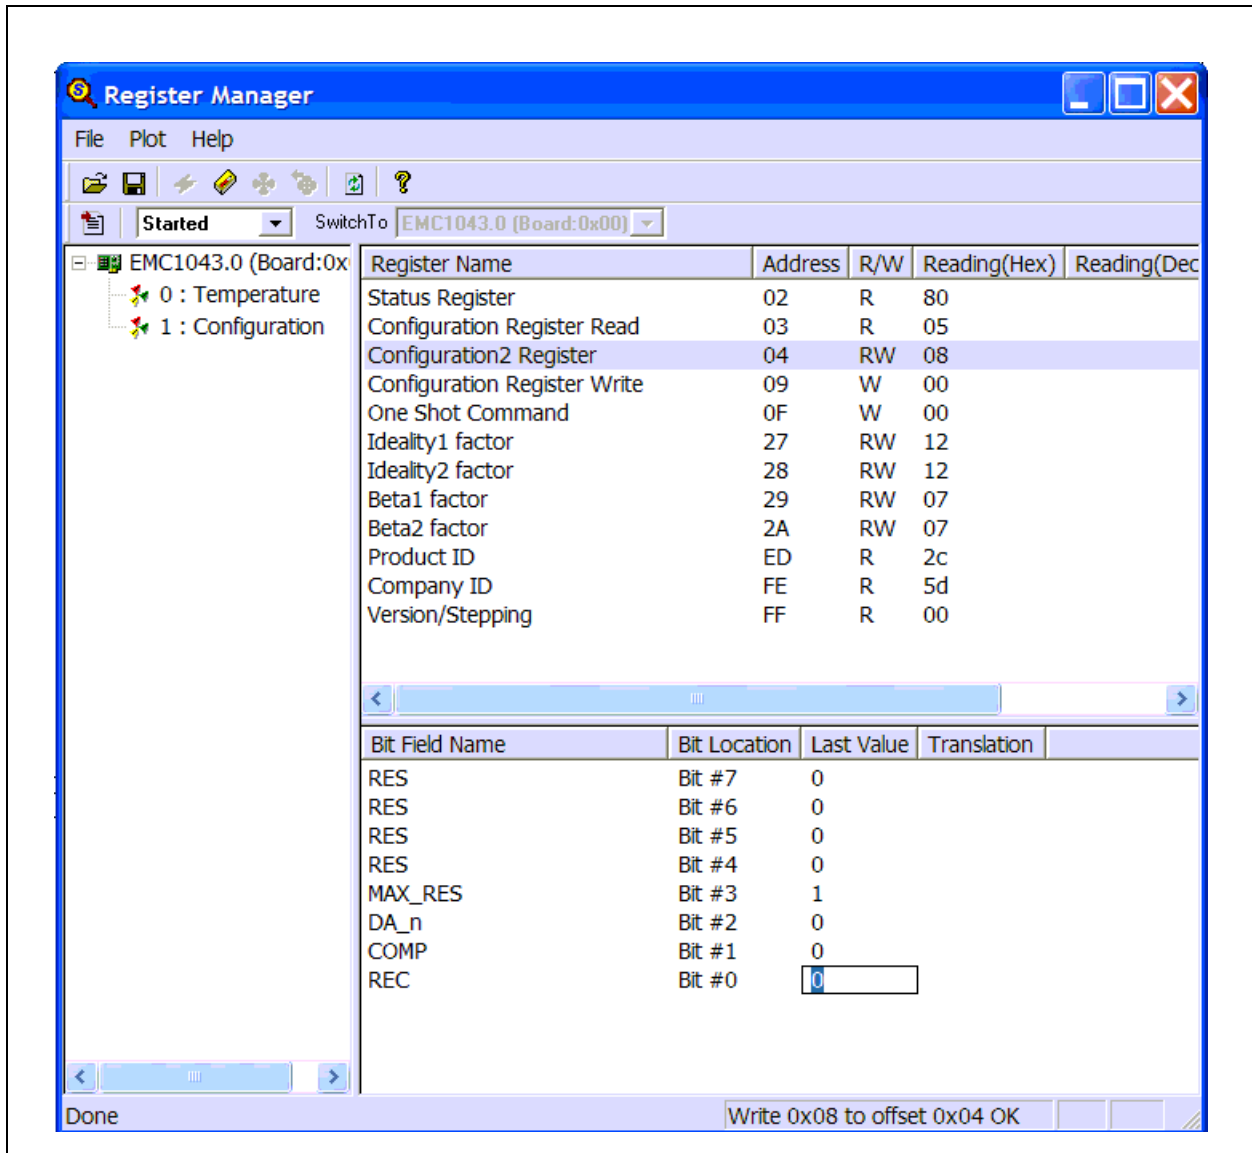 Register Manager
File Plot Help
Started SwitchTo EMC1043.0 (Board:0x00)
EMC1043.0 (Board:0x
0 : Temperature
1 : Configuration
Register Name Address R/W Reading(Hex) Reading(Dec
Status Register 02 R 80
Configuration Register Read 03 R 05
Configuration2 Register 04 RW 08
Configuration Register Write 09 W 00
One Shot Command 0F W 00
Ideality1 factor 27 RW 12
Ideality2 factor 28 RW 12
Beta1 factor 29 RW 07
Beta2 factor 2A RW 07
Product ID ED R 2c
Company ID FE R 5d
Version/Stepping FF R 00
Bit Field Name Bit Location Last Value Translation
RES Bit #7 0
RES Bit #6 0
RES Bit #5 0
RES Bit #4 0
MAX_RES Bit #3 1
DA_n Bit #2 0
COMP Bit #1 0
REC Bit #0 0
Done Write 0x08 to offset 0x04 OK